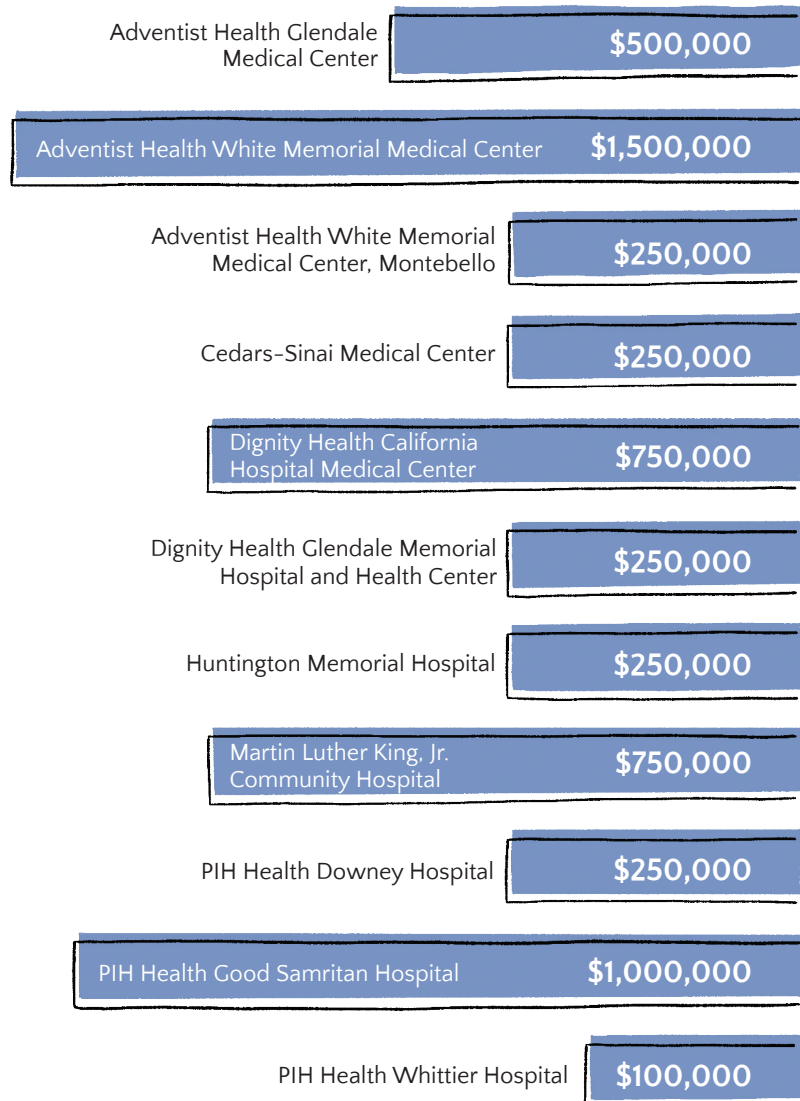 Adventist Health Glendale
Medical Center
$500,000
Adventist Health White Memorial Medical Center $1,500,000
Adventist Health White Memorial
Medical Center, Montebello
$250,000
Cedars-Sinai Medical Center
$250,000
Dignity Health California
Hospital Medical Center
$750,000
Dignity Health Glendale Memorial
Hospital and Health Center
$250,000
Huntington Memorial Hospital
$250,000
Martin Luther King, Jr.
Community Hospital
$750,000
PIH Health Downey Hospital
$250,000
PIH Health Good Samritan Hospital
$1,000,000
PIH Health Whittier Hospital
$100,000